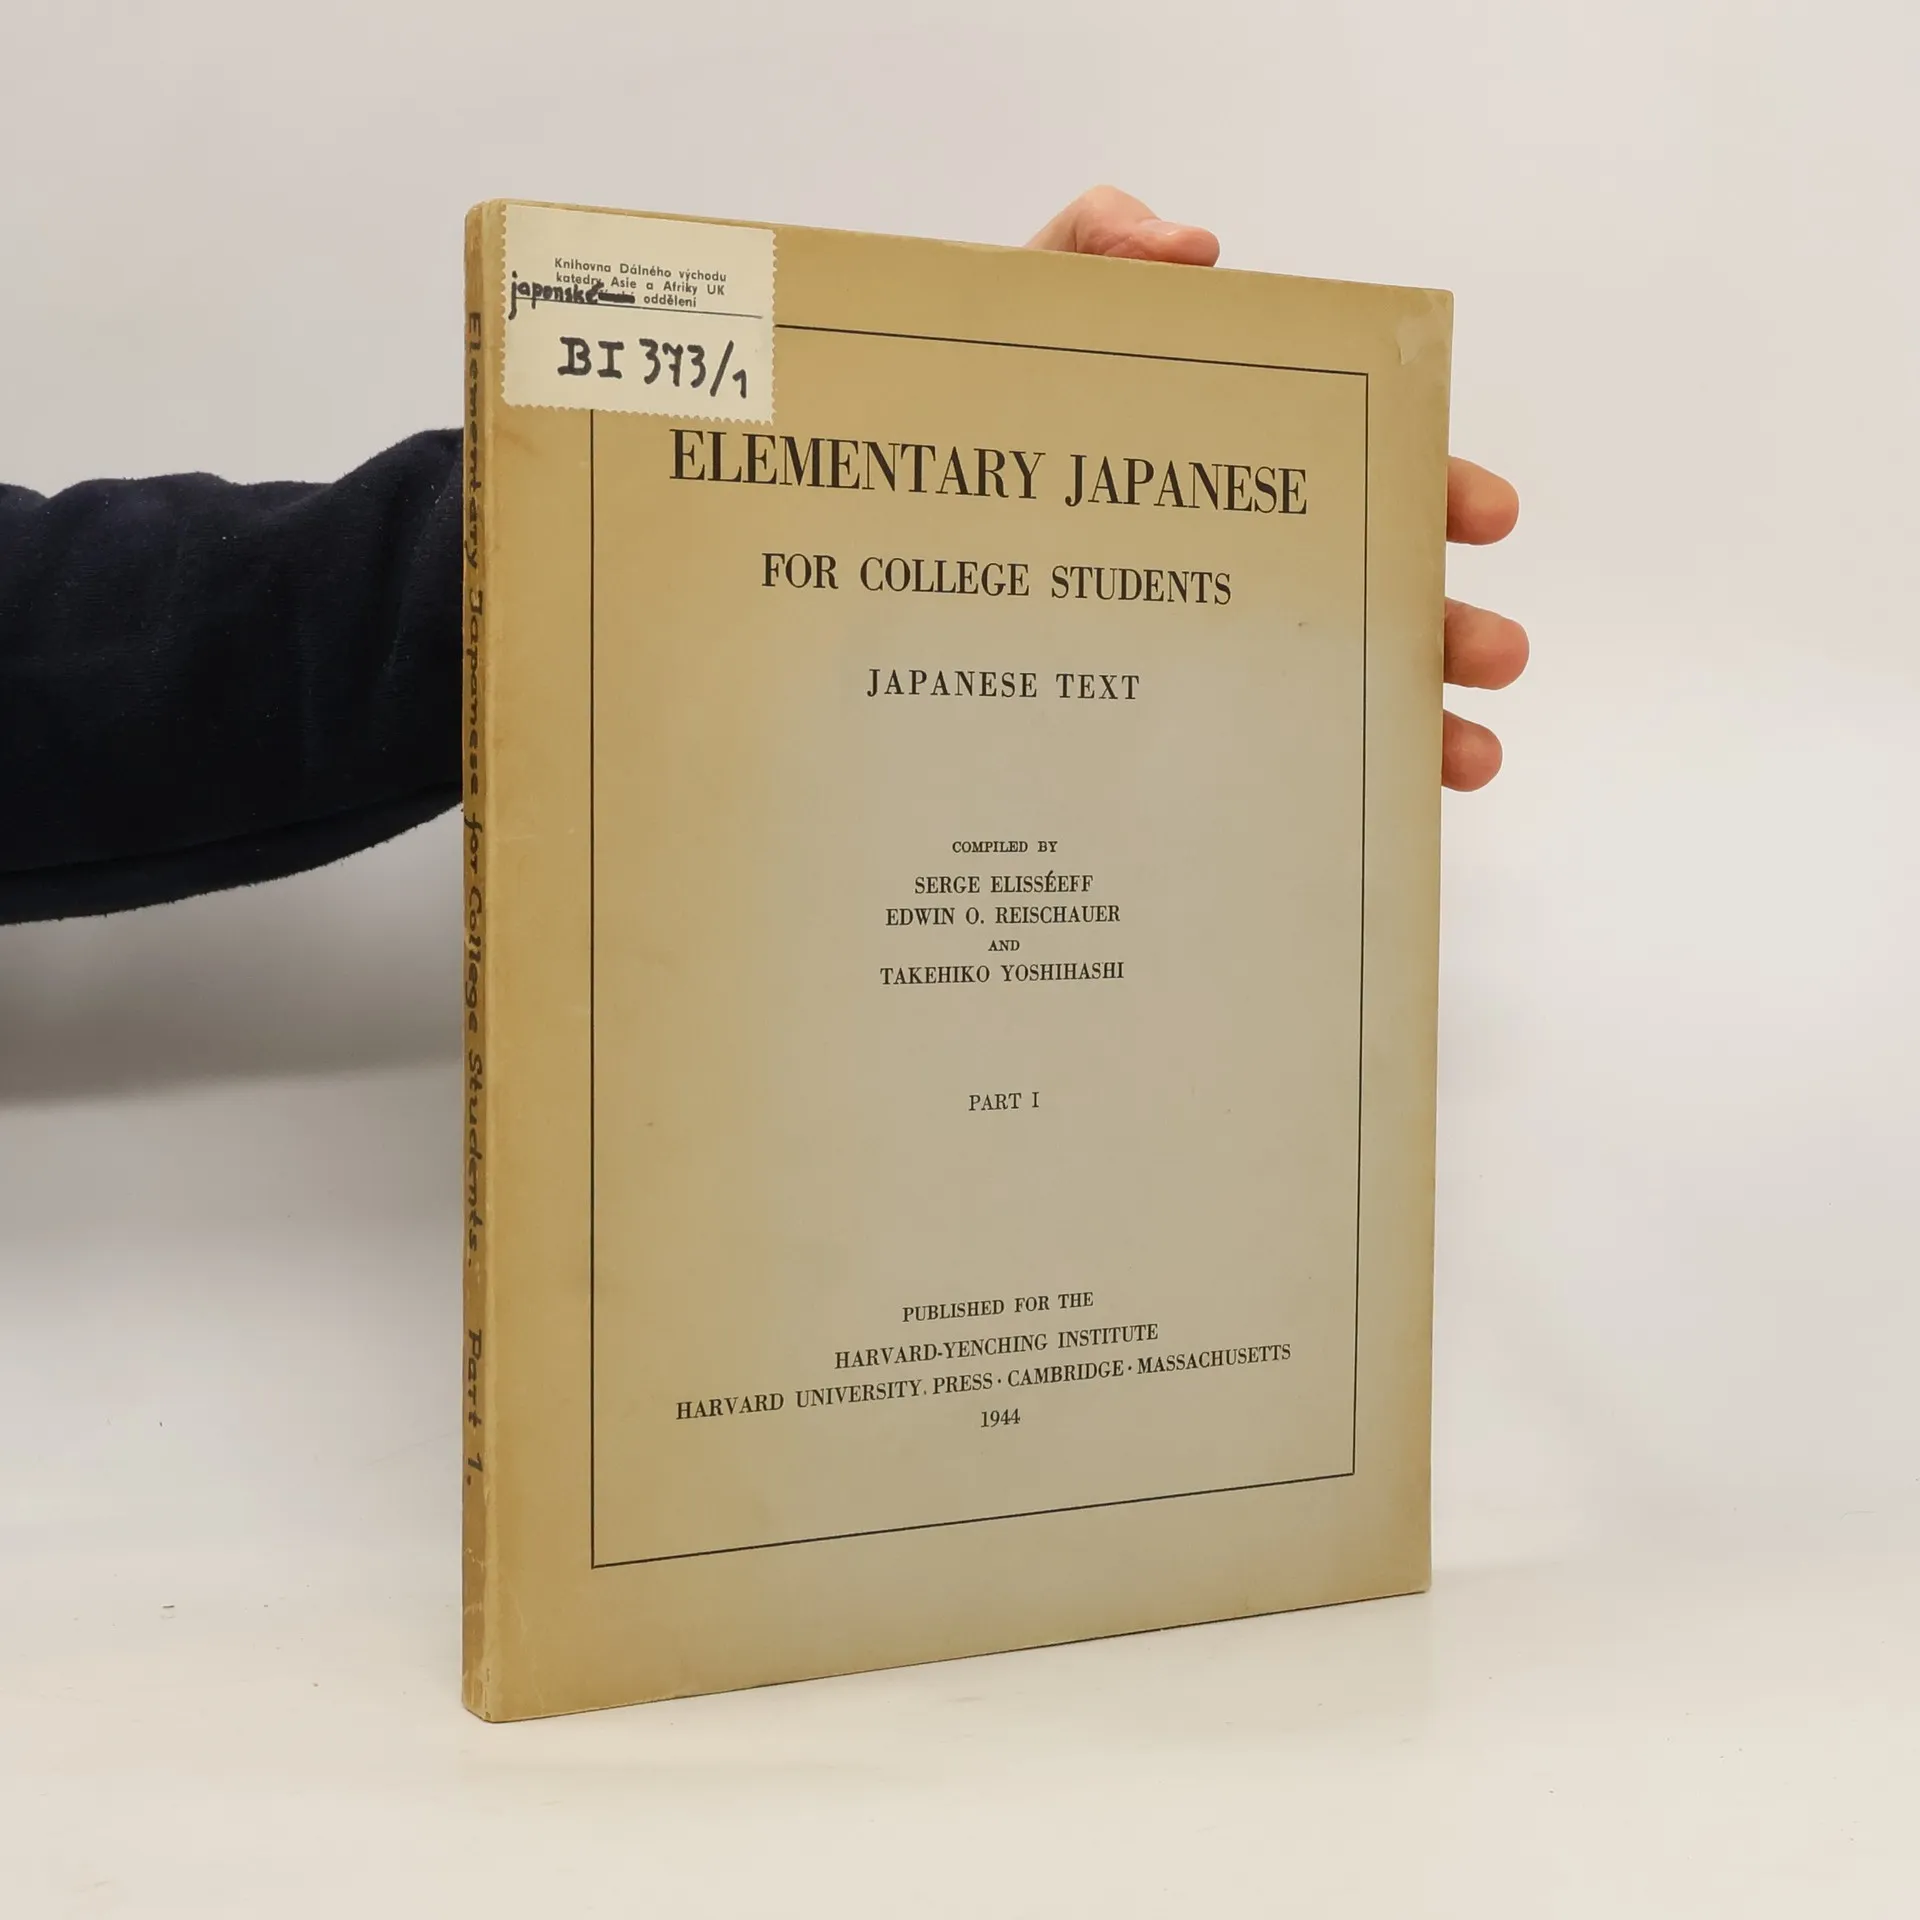 Knihovna Dálného východu
katedry Asie a Afriky UK
japonské oddělení
BI 373/1
ELEMENTARY JAPANESE
FOR COLLEGE STUDENTS
JAPANESE TEXT
COMPILED BY
SERGE ELISSÉEFF
EDWIN O. REISCHAUER
AND
TAKEHIKO YOSHIHASHI
PART I
PUBLISHED FOR THE
HARVARD-YENCHING INSTITUTE
HARVARD UNIVERSITY PRESS · CAMBRIDGE · MASSACHUSETTS
1944
Elementary Japanese for College Students. Part 1.